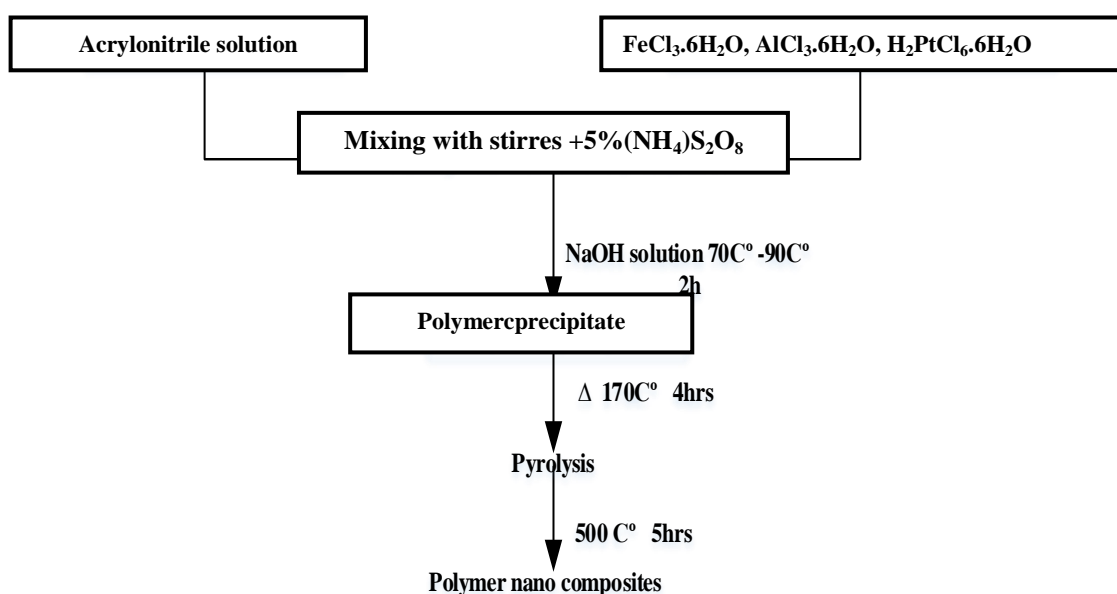 Acrylonitrile solution
FeCl₃.6H₂O, AlCl₃.6H₂O, H₂PtCl₆.6H₂O
Mixing with stirres +5%(NH₄)S₂O₈
NaOH solution 70Cº -90Cº
2h
Polymercprecipitate
Δ 170Cº 4hrs
Pyrolysis
500 Cº 5hrs
Polymer nano composites